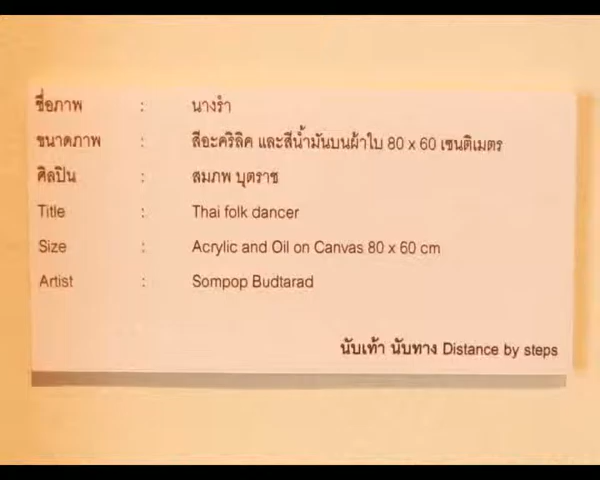 ชื่อภาพ : นางรำ
ขนาดภาพ : สีอะคริลิค และสีน้ำมันบนผ้าใบ 80 x 60 เซนติเมตร
ศิลปิน : สมภพ บุตราช
Title : Thai folk dancer
Size : Acrylic and Oil on Canvas 80 x 60 cm
Artist : Sompop Budtarad
นับเท้า นับทาง Distance by steps